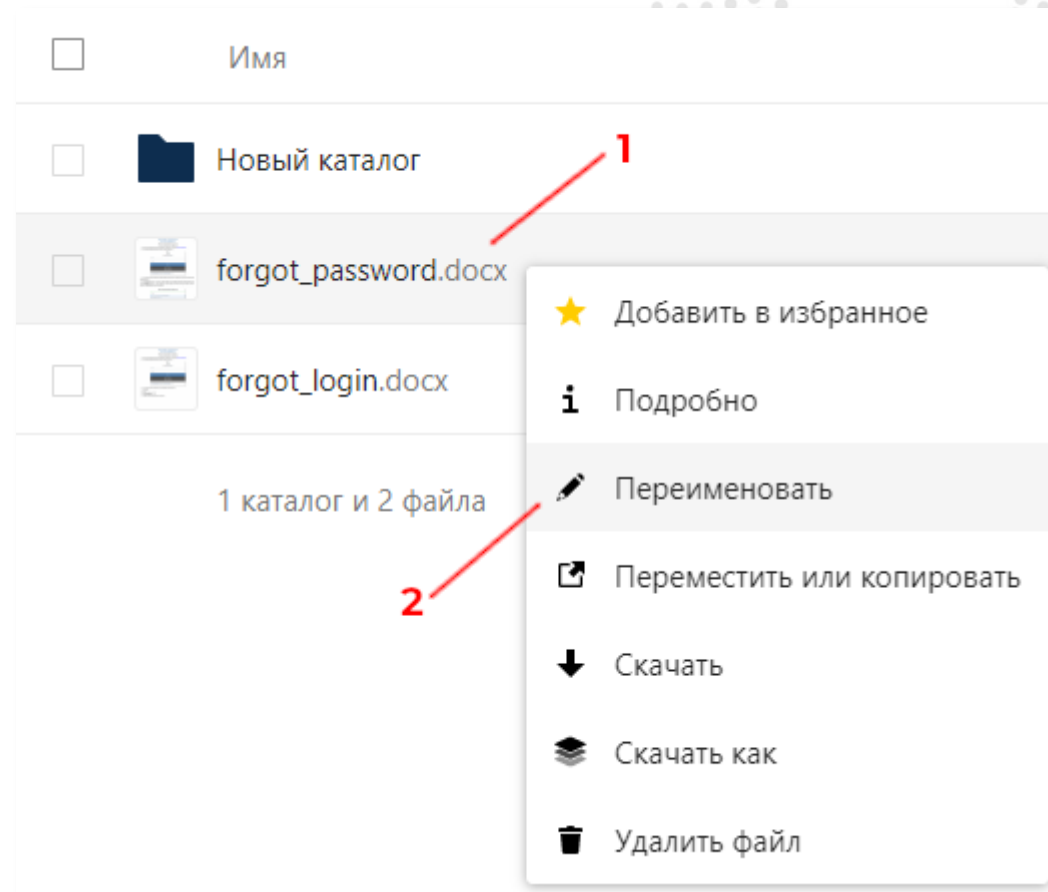 Имя
Новый каталог
1
forgot_password.docx
Добавить в избранное
forgot_login.docx
Подробно
1 каталог и 2 файла
Переименовать
2
Переместить или копировать
Скачать
Скачать как
Удалить файл